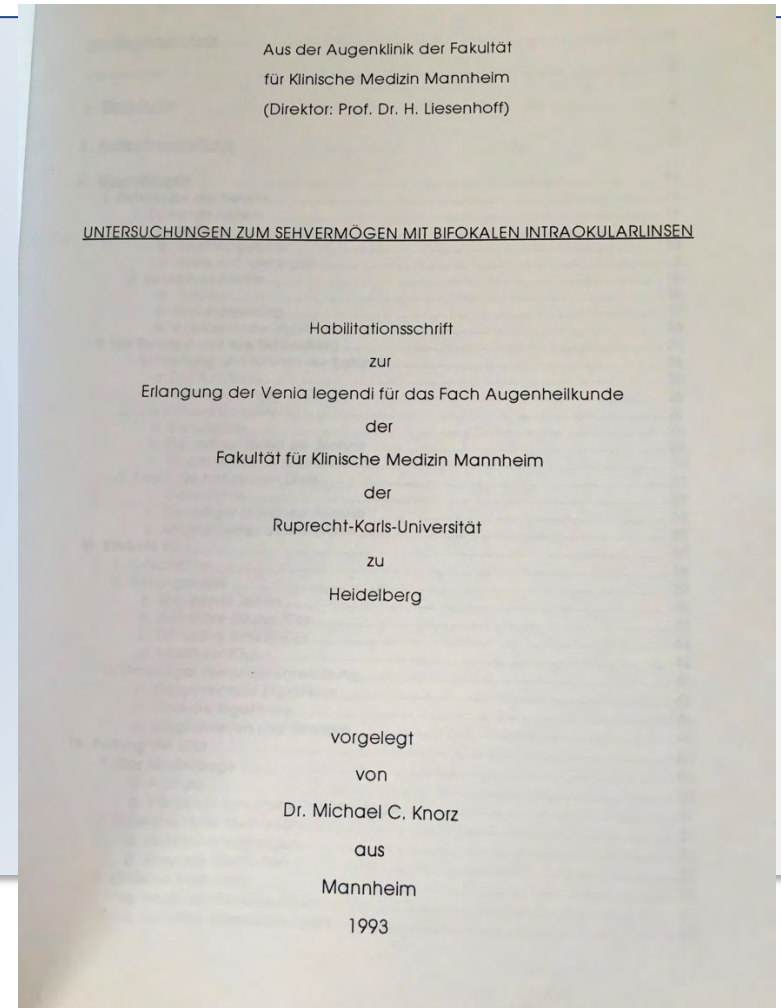 Aus der Augenklinik der Fakultät
für Klinische Medizin Mannheim
(Direktor: Prof. Dr. H. Liesenhoff)
UNTERSUCHUNGEN ZUM SEHVERMÖGEN MIT BIFOKALEN INTRAOKULARLINSEN
Habilitationsschrift
zur
Erlangung der Venia legendi für das Fach Augenheilkunde
der
Fakultät für Klinische Medizin Mannheim
der
Ruprecht-Karls-Universität
zu
Heidelberg
vorgelegt
von
Dr. Michael C. Knorz
aus
Mannheim
1993